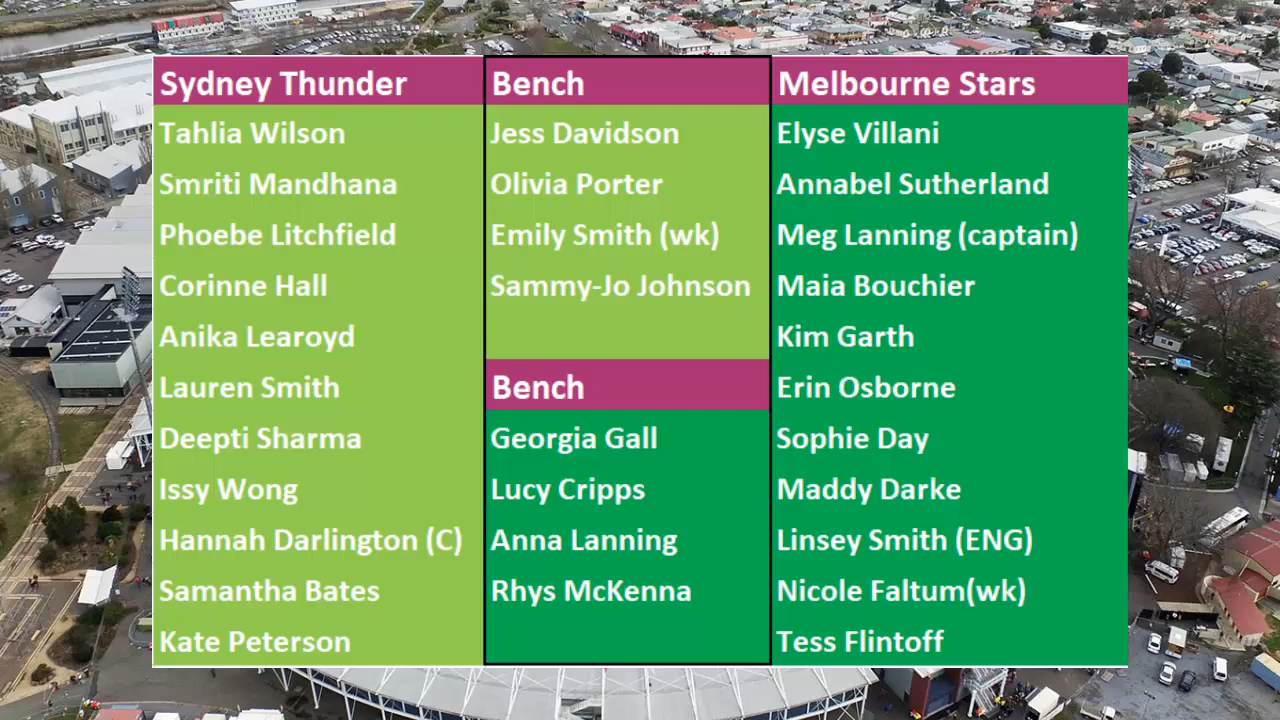 Sydney Thunder
Tahlia Wilson
Smriti Mandhana
Phoebe Litchfield
Corinne Hall
Anika Learoyd
Lauren Smith
Deepti Sharma
Issy Wong
Hannah Darlington (C)
Samantha Bates
Kate Peterson
Bench
Jess Davidson
Olivia Porter
Emily Smith (wk)
Sammy-Jo Johnson
Bench
Georgia Gall
Lucy Cripps
Anna Lanning
Rhys McKenna
Melbourne Stars
Elyse Villani
Annabel Sutherland
Meg Lanning (captain)
Maia Bouchier
Kim Garth
Erin Osborne
Sophie Day
Maddy Darke
Linsey Smith (ENG)
Nicole Faltum(wk)
Tess Flintoff